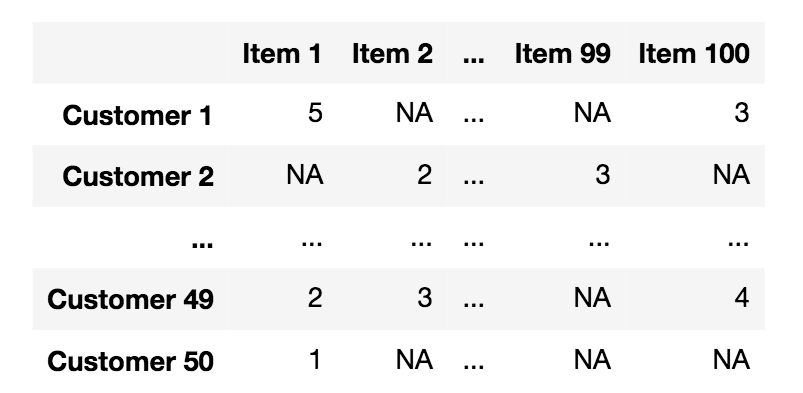 Item 1 Item 2 ... Item 99 Item 100
Customer 1 5 NA ... NA 3
Customer 2 NA 2 ... 3 NA
... ... ... ... ... ...
Customer 49 2 3 ... NA 4
Customer 50 1 NA ... NA NA